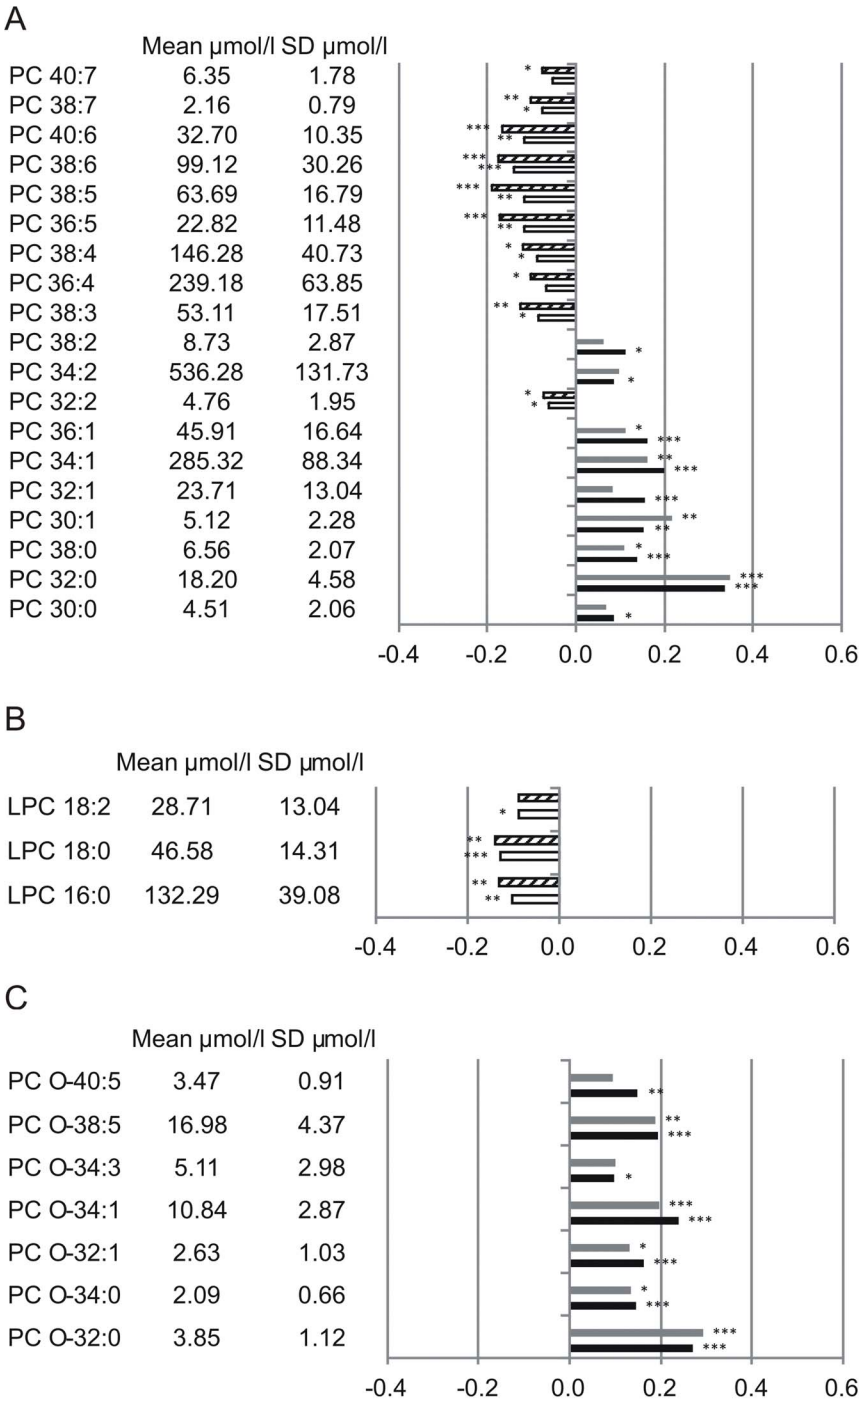 A
Mean µmol/l SD µmol/l
PC 40:7 6.35 1.78 *
PC 38:7 2.16 0.79 ** *
PC 40:6 32.70 10.35 *** **
PC 38:6 99.12 30.26 *** ***
PC 38:5 63.69 16.79 *** **
PC 36:5 22.82 11.48 *** **
PC 38:4 146.28 40.73 * *
PC 36:4 239.18 63.85 *
PC 38:3 53.11 17.51 ** *
PC 38:2 8.73 2.87 *
PC 34:2 536.28 131.73 *
PC 32:2 4.76 1.95 * *
PC 36:1 45.91 16.64 * ***
PC 34:1 285.32 88.34 ** ***
PC 32:1 23.71 13.04 ***
PC 30:1 5.12 2.28 ** **
PC 38:0 6.56 2.07 * ***
PC 32:0 18.20 4.58 *** ***
PC 30:0 4.51 2.06 *
-0.4 -0.2 0.0 0.2 0.4 0.6
B
Mean µmol/l SD µmol/l
LPC 18:2 28.71 13.04 *
LPC 18:0 46.58 14.31 ** ***
LPC 16:0 132.29 39.08 ** **
-0.4 -0.2 0.0 0.2 0.4 0.6
C
Mean µmol/l SD µmol/l
PC O-40:5 3.47 0.91 **
PC O-38:5 16.98 4.37 ** ***
PC O-34:3 5.11 2.98 *
PC O-34:1 10.84 2.87 *** ***
PC O-32:1 2.63 1.03 * ***
PC O-34:0 2.09 0.66 * ***
PC O-32:0 3.85 1.12 *** ***
-0.4 -0.2 0.0 0.2 0.4 0.6